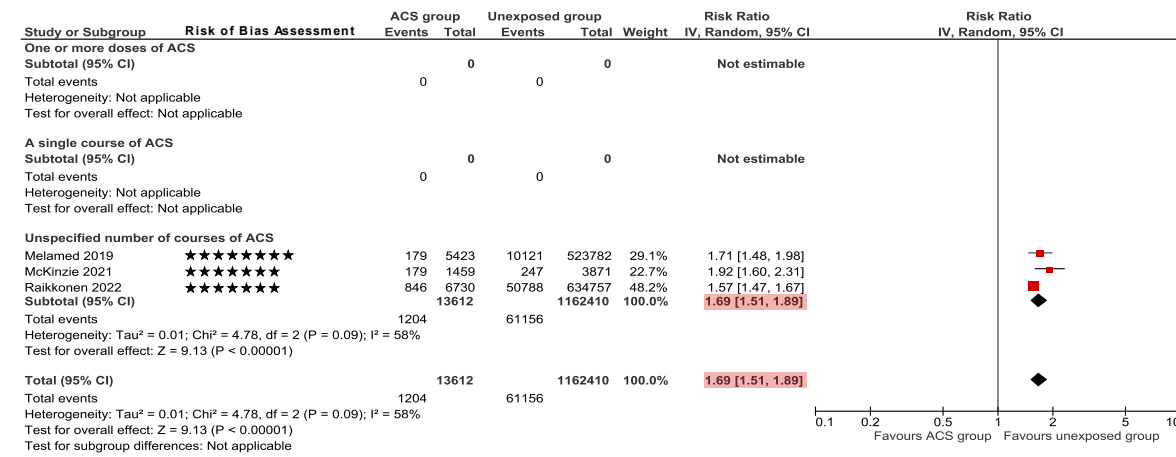 ACS group Unexposed group Risk Ratio Risk Ratio
Study or Subgroup Risk of Bias Assessment Events Total Events Total Weight IV, Random, 95% CI IV, Random, 95% CI
One or more doses of ACS
Subtotal (95% CI) 0 0 Not estimable
Total events 0 0
Heterogeneity: Not applicable
Test for overall effect: Not applicable
A single course of ACS
Subtotal (95% CI) 0 0 Not estimable
Total events 0 0
Heterogeneity: Not applicable
Test for overall effect: Not applicable
Unspecified number of courses of ACS
Melamed 2019 ★★★★★★★★ 179 5423 10121 523782 29.1% 1.71 [1.48, 1.98]
McKinzie 2021 ★★★★★★★ 179 1459 247 3871 22.7% 1.92 [1.60, 2.31]
Raikkonen 2022 ★★★★★★★ 846 6730 50788 634757 48.2% 1.57 [1.47, 1.67]
Subtotal (95% CI) 13612 1162410 100.0% 1.69 [1.51, 1.89]
Total events 1204 61156
Heterogeneity: Tau² = 0.01; Chi² = 4.78, df = 2 (P = 0.09); I² = 58%
Test for overall effect: Z = 9.13 (P < 0.00001)
Total (95% CI) 13612 1162410 100.0% 1.69 [1.51, 1.89]
Total events 1204 61156
Heterogeneity: Tau² = 0.01; Chi² = 4.78, df = 2 (P = 0.09); I² = 58%
Test for overall effect: Z = 9.13 (P < 0.00001)
Test for subgroup differences: Not applicable
0.1 0.2 0.5 1 2 5 10
Favours ACS group Favours unexposed group